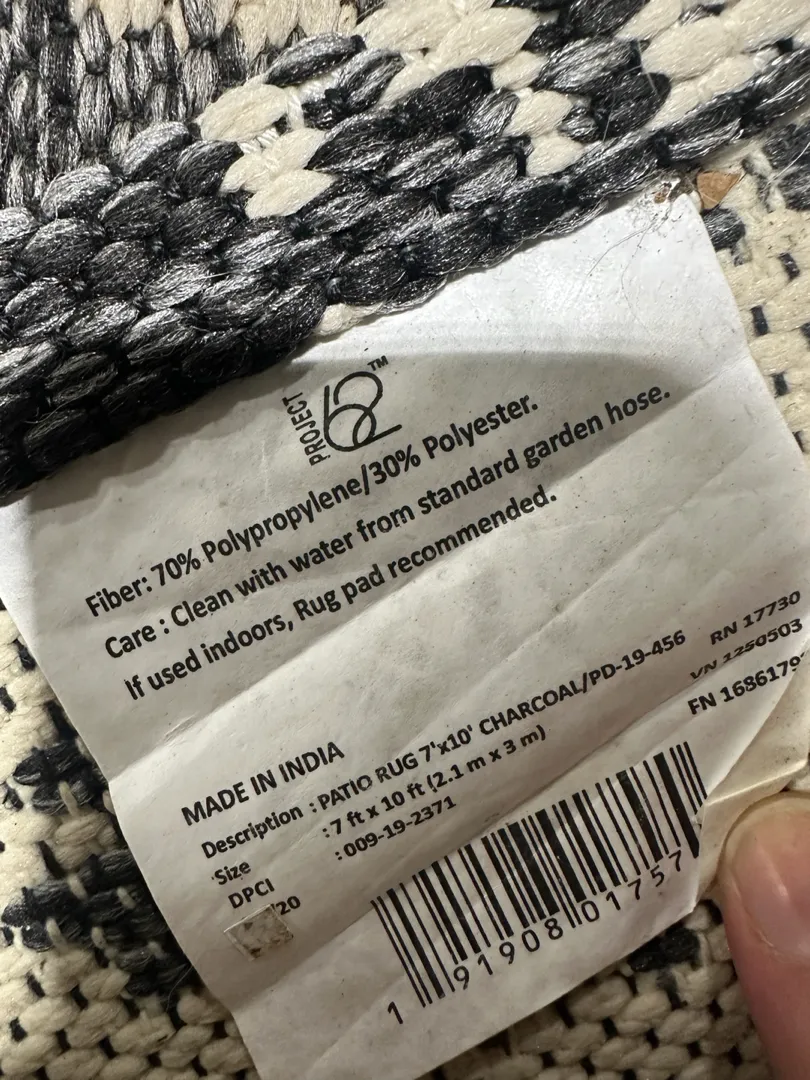 PROJECT 62™
Fiber: 70% Polypropylene/30% Polyester.
Care : Clean with water from standard garden hose.
If used indoors, Rug pad recommended.
RN 17730
VN 1250503
FN 168617
MADE IN INDIA
Description : PATIO RUG 7'x10' CHARCOAL/PD-19-456
Size : 7 ft x 10 ft (2.1 m x 3 m)
DPCI : 009-19-2371
/20
1 91908 01757